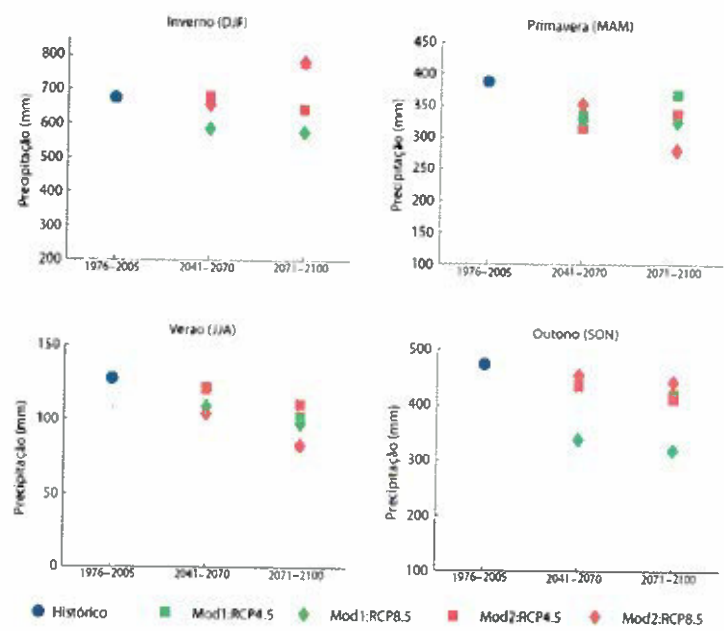 Inverno (DJF)
Precipitação (mm)
800
700
600
500
400
300
200
1976–2005
2041–2070
2071–2100
Primavera (MAM)
Precipitação (mm)
450
400
350
300
250
200
150
100
1976–2005
2041–2070
2071–2100
Verão (JJA)
Precipitação (mm)
150
100
50
0
1976–2005
2041–2070
2071–2100
Outono (SON)
Precipitação (mm)
500
400
300
200
100
1976–2005
2041–2070
2071–2100
Histórico
Mod1:RCP4.5
Mod1:RCP8.5
Mod2:RCP4.5
Mod2:RCP8.5